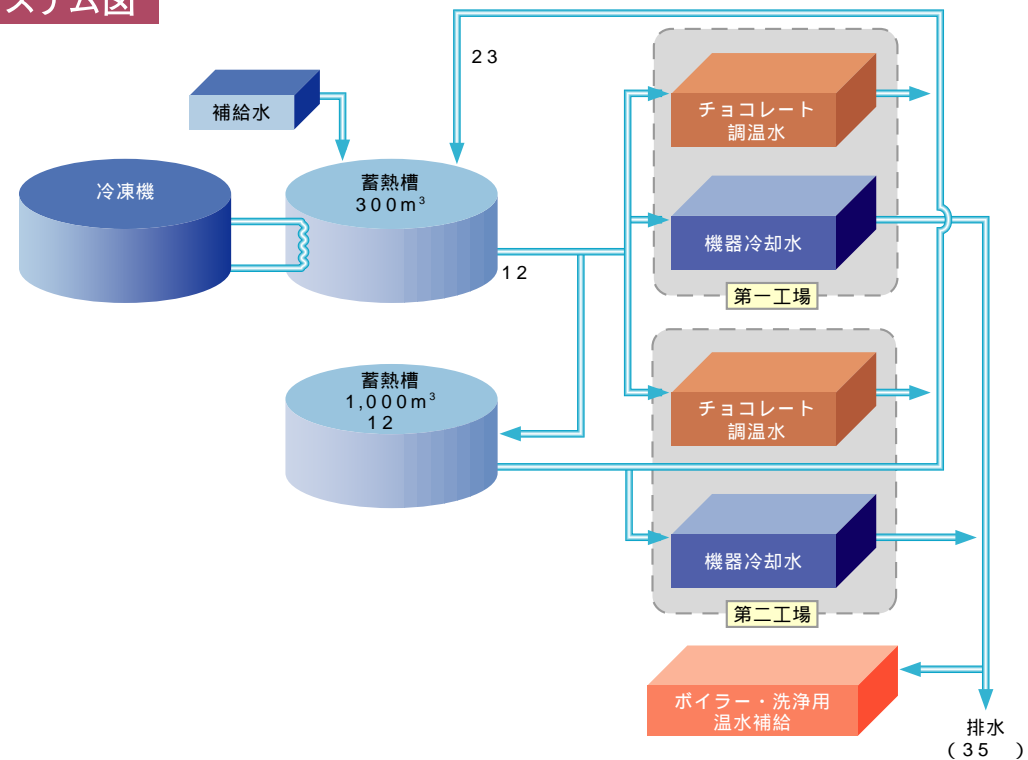 ステム図
23
補給水
チョコレート
調温水
冷凍機
蓄熱槽
300m³
機器冷却水
12
第一工場
蓄熱槽
1,000m³
12
チョコレート
調温水
機器冷却水
第二工場
ボイラー・洗浄用
温水補給
排水
(35 )